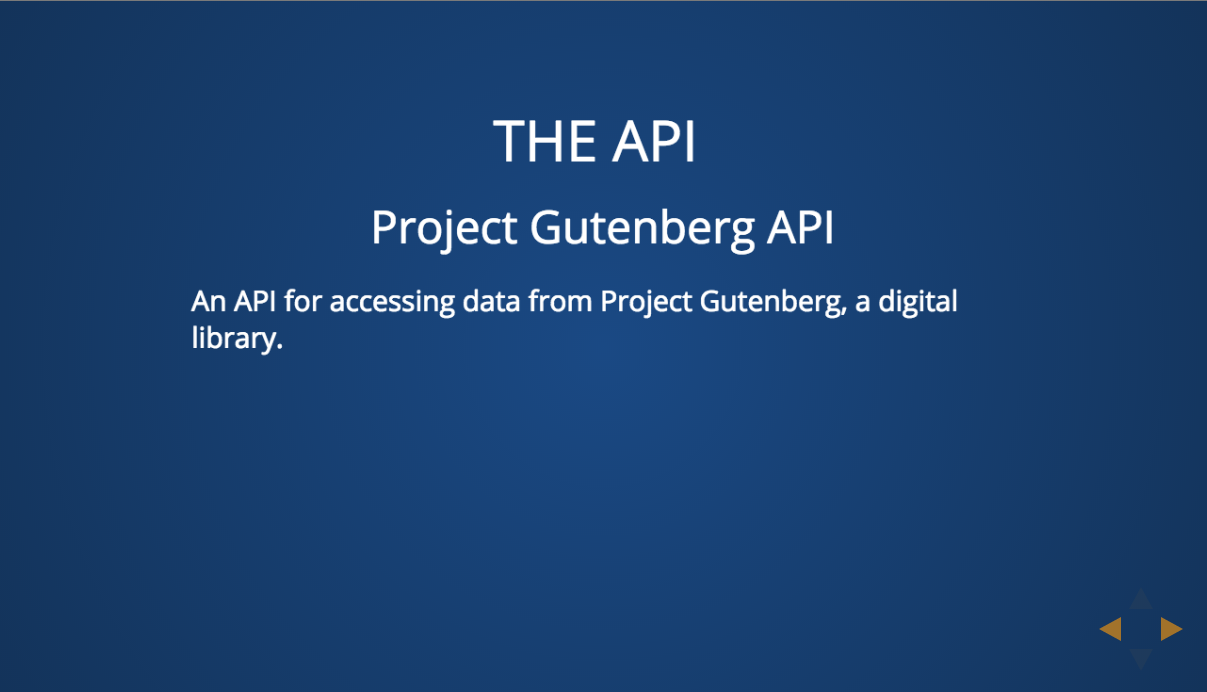 THE API
Project Gutenberg API
An API for accessing data from Project Gutenberg, a digital
library.